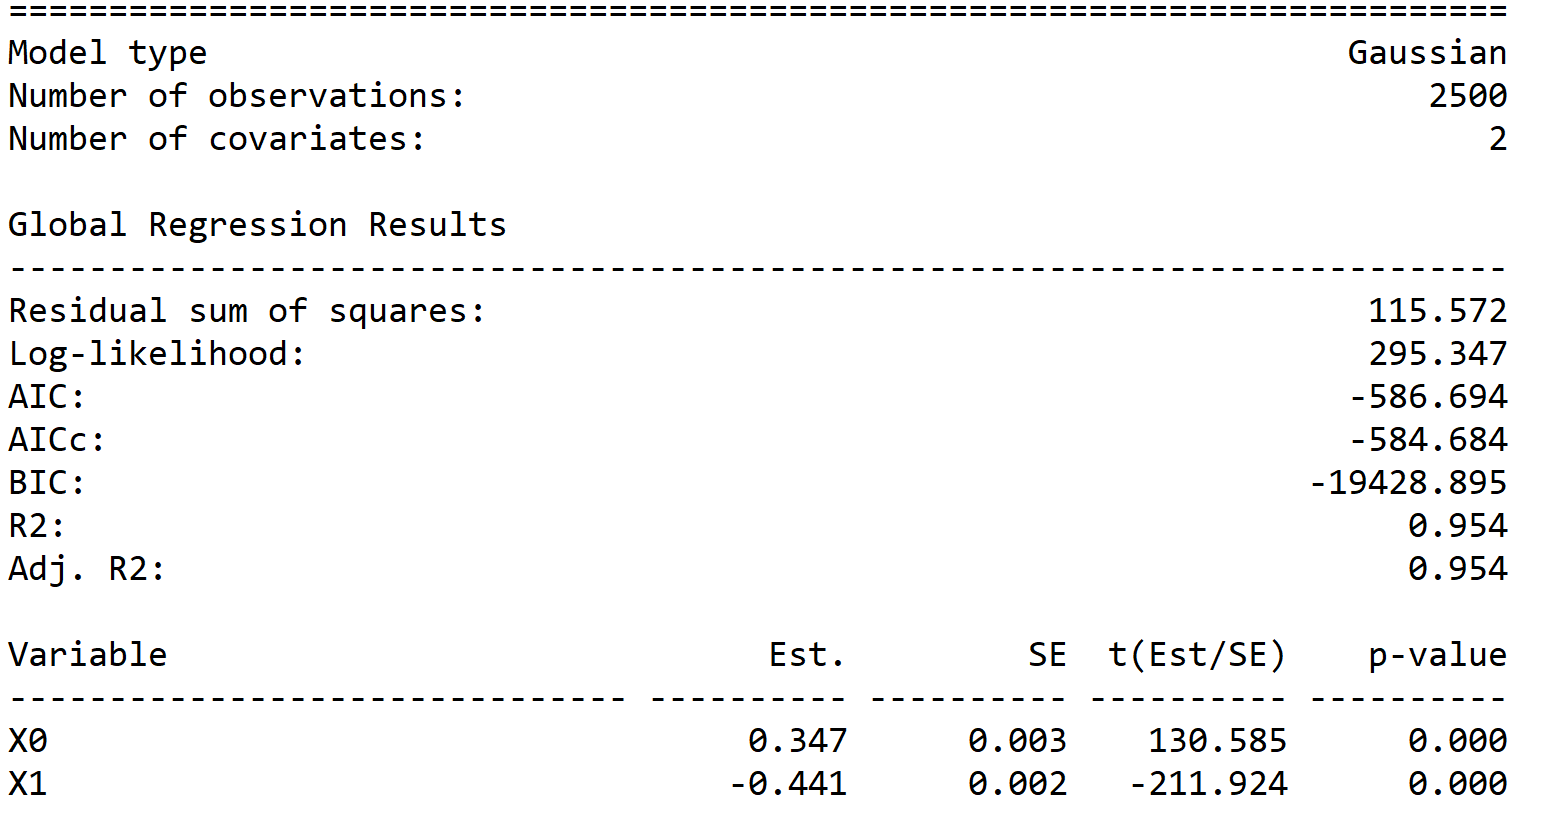 ===========================================================================
Model type                                                         Gaussian
Number of observations:                                                2500
Number of covariates:                                                     2

Global Regression Results
---------------------------------------------------------------------------
Residual sum of squares:                                            115.572
Log-likelihood:                                                     295.347
AIC:                                                               -586.694
AICc:                                                              -584.684
BIC:                                                             -19428.895
R2:                                                                   0.954
Adj. R2:                                                              0.954

Variable                              Est.         SE  t(Est/SE)    p-value
------------------------------- ---------- ---------- ---------- ----------
X0                                   0.347      0.003    130.585      0.000
X1                                  -0.441      0.002   -211.924      0.000